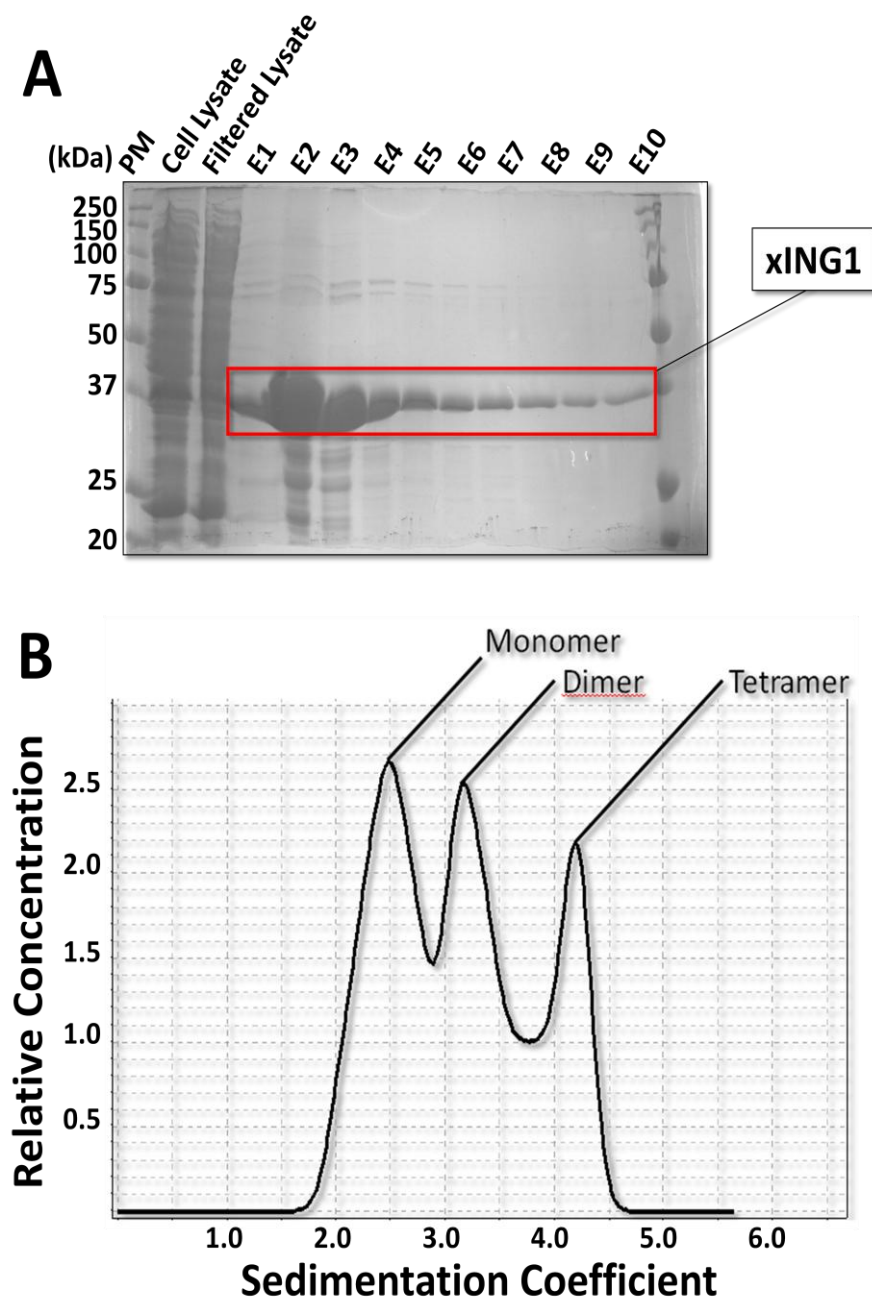 A
(kDa) PM Cell Lysate Filtered Lysate E1 E2 E3 E4 E5 E6 E7 E8 E9 E10
250
150
100
75
50
37
25
20
xING1
B
Monomer
Dimer
Tetramer
Relative Concentration
2.5
2.0
1.5
1.0
0.5
1.0 2.0 3.0 4.0 5.0 6.0
Sedimentation Coefficient